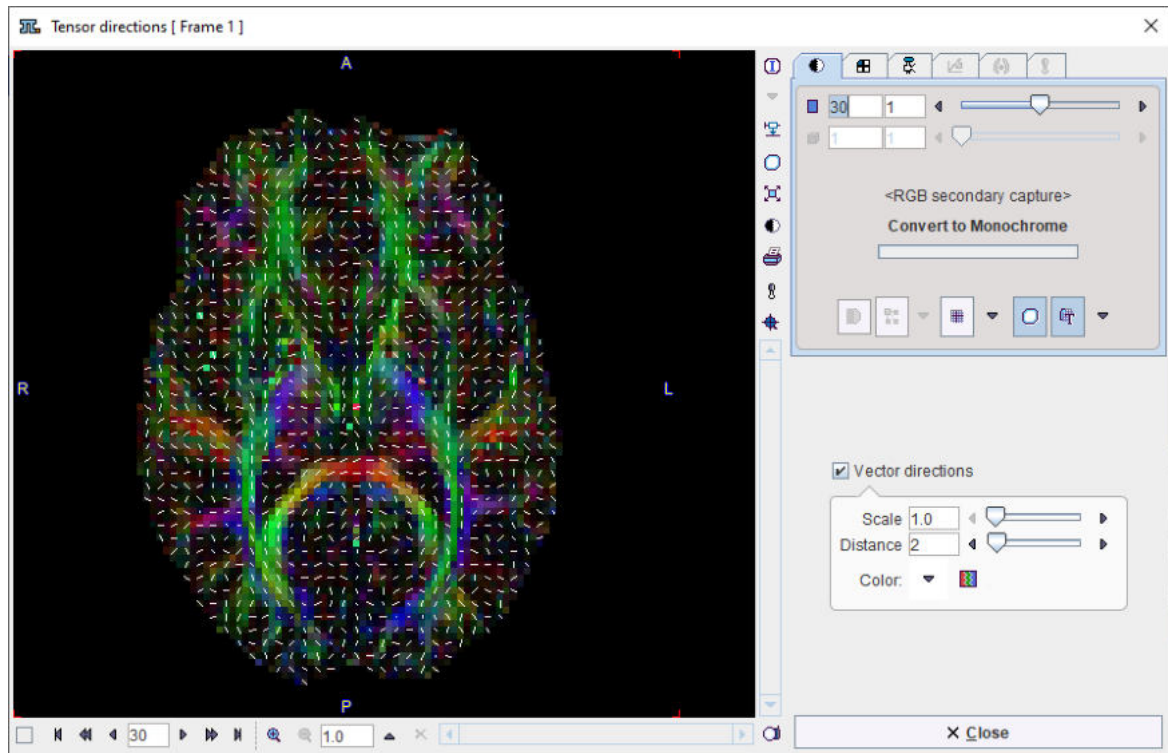 Tensor directions [ Frame 1 ]
A
R
L
P
30 1
1 1
<RGB secondary capture>
Convert to Monochrome
Vector directions
Scale 1.0
Distance 2
Color:
30
1.0
Close